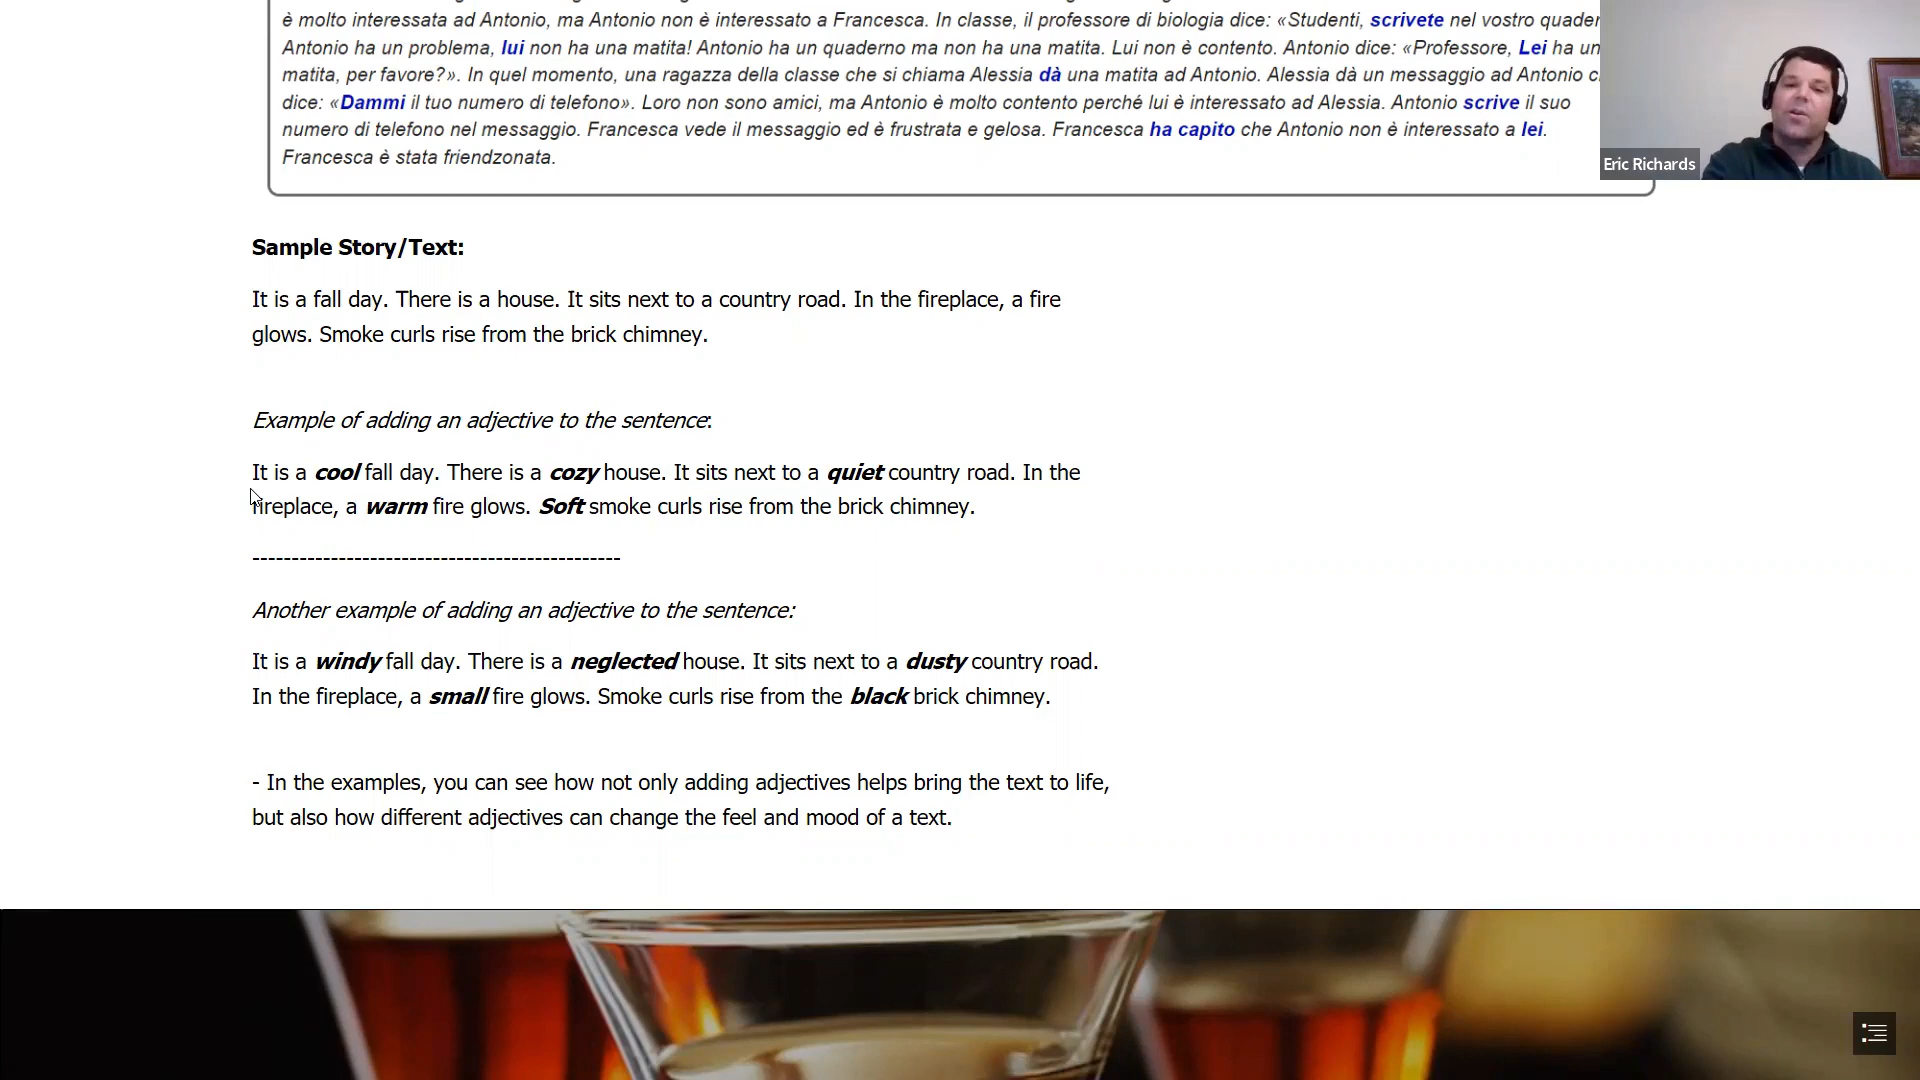 è molto interessata ad Antonio, ma Antonio non è interessato a Francesca. In classe, il professore di biologia dice: «Studenti, scrivete nel vostro
Antonio ha un problema, lui non ha una matita! Antonio ha un quaderno ma non ha una matita. Lui non è contento. Antonio dice: «Professore, Lei ha
matita, per favore?». In quel momento, una ragazza della classe che si chiama Alessia dà una matita ad Antonio. Alessia dà un messaggio ad Antonio
dice: «Dammi il tuo numero di telefono». Loro non sono amici, ma Antonio è molto contento perché lui è interessato ad Alessia. Antonio scrive il suo
numero di telefono nel messaggio. Francesca vede il messaggio ed è frustrata e gelosa. Francesca ha capito che Antonio non è interessato a lei.
Francesca è stata friendzonata.
Eric Richards
Sample Story/Text:
It is a fall day. There is a house. It sits next to a country road. In the fireplace, a fire
glows. Smoke curls rise from the brick chimney.
Example of adding an adjective to the sentence:
It is a cool fall day. There is a cozy house. It sits next to a quiet country road. In the
fireplace, a warm fire glows. Soft smoke curls rise from the brick chimney.
----------------------------------------------
Another example of adding an adjective to the sentence:
It is a windy fall day. There is a neglected house. It sits next to a dusty country road.
In the fireplace, a small fire glows. Smoke curls rise from the black brick chimney.
- In the examples, you can see how not only adding adjectives helps bring the text to life,
but also how different adjectives can change the feel and mood of a text.